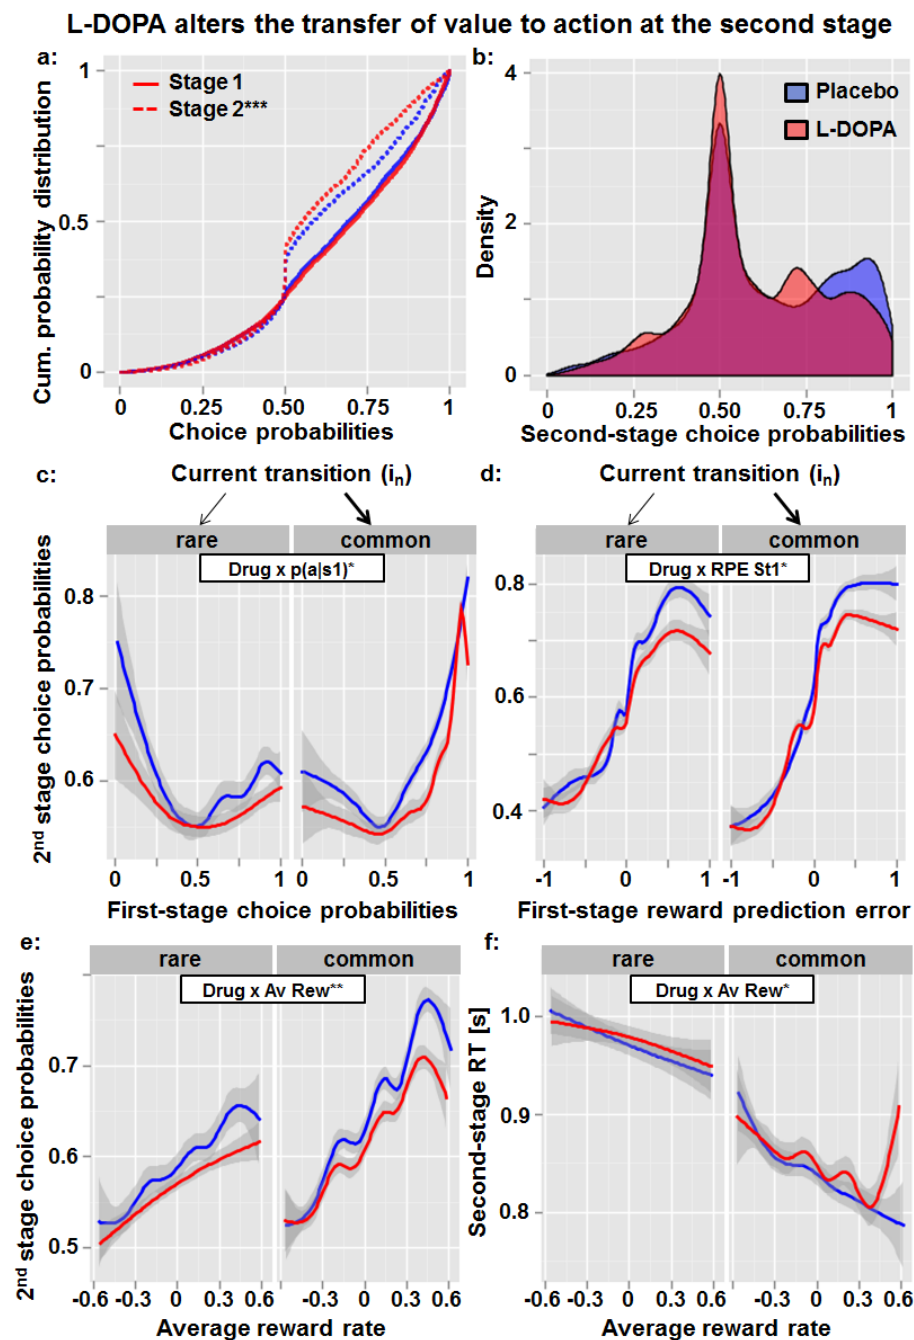 L-DOPA alters the transfer of value to action at the second stage
a:
Stage 1
Stage 2***
Cum. probability distribution
1
0.5
0
0 0.25 0.50 0.75 1
Choice probabilities
b:
Placebo
L-DOPA
Density
4
2
0
0 0.25 0.50 0.75 1
Second-stage choice probabilities
c:
Current transition (in)
rare common
Drug x p(a|s1)*
2nd stage choice probabilities
0.8
0.7
0.6
0 0.5 1 0 0.5 1
First-stage choice probabilities
d:
Current transition (in)
rare common
Drug x RPE St1*
0.8
0.6
0.4
-1 0 1 -1 0 1
First-stage reward prediction error
e:
rare common
Drug x Av Rew**
2nd stage choice probabilities
0.7
0.6
0.5
-0.6 -0.3 0 0.3 0.6 -0.6 -0.3 0 0.3 0.6
Average reward rate
f:
rare common
Drug x Av Rew*
Second-stage RT [s]
1.0
0.9
0.8
-0.6 -0.3 0 0.3 0.6 -0.6 -0.3 0 0.3 0.6
Average reward rate